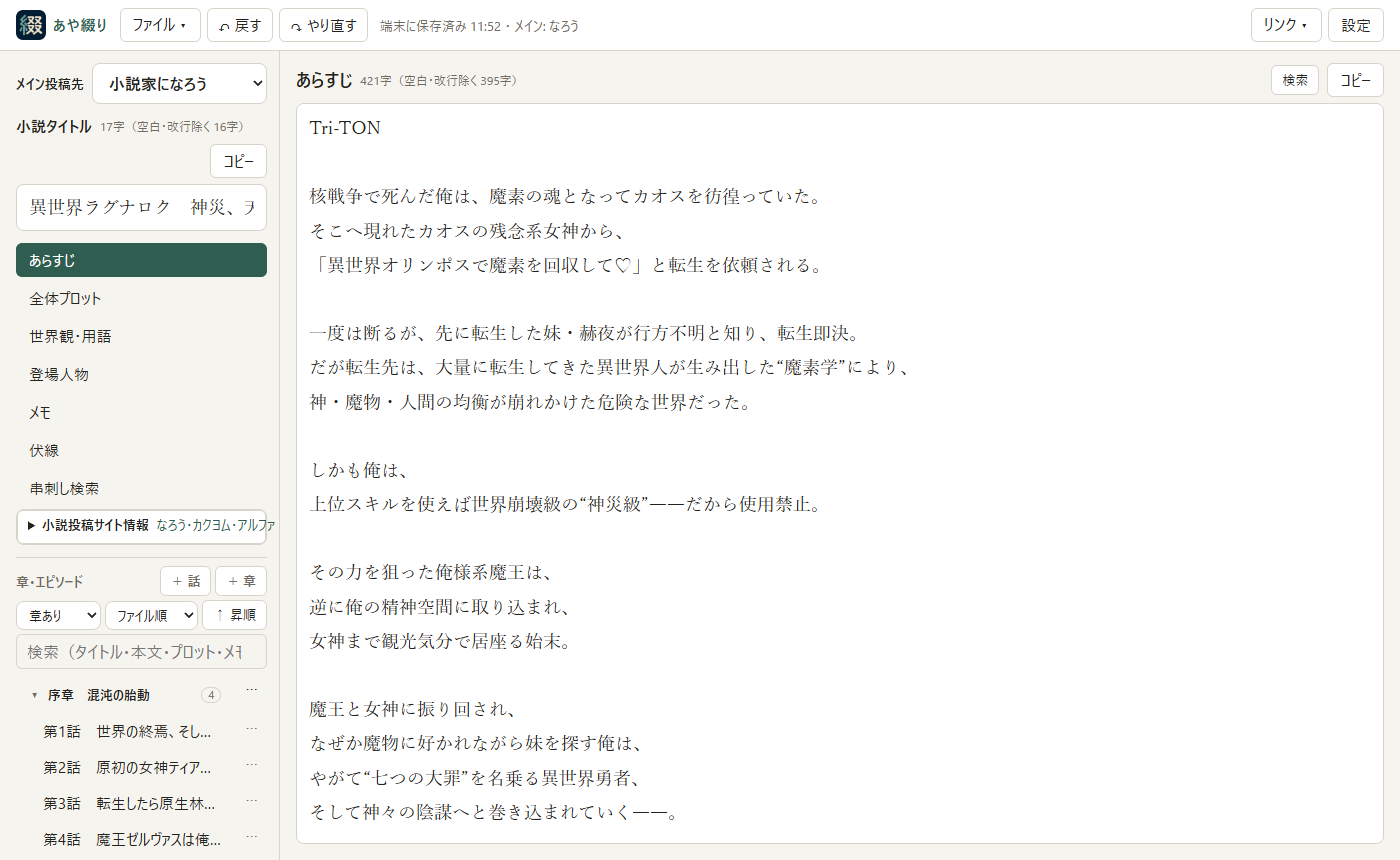 綴 あや綴り ファイル ▾ 戻す やり直す 端末に保存済み 11:52・メイン: なろう リンク ▾ 設定
メイン投稿先 小説家になろう
小説タイトル 17字（空白・改行除く 16字）
コピー
異世界ラグナロク　神災、
あらすじ
全体プロット
世界観・用語
登場人物
メモ
伏線
串刺し検索
▶ 小説投稿サイト情報 なろう・カクヨム・アルファ
章・エピソード ＋ 話 ＋ 章
章あり ファイル順 ↑ 昇順
検索（タイトル・本文・プロット・メモ
▾ 序章　混沌の胎動 4 …
第1話　世界の終焉、そし... …
第2話　原初の女神ティア... …
第3話　転生したら原生林... …
第4話　魔王ゼルヴァスは俺... …
あらすじ 421字（空白・改行除く 395字） 検索 コピー
Tri-TON
核戦争で死んだ俺は、魔素の魂となってカオスを彷徨っていた。
そこへ現れたカオスの残念系女神から、
「異世界オリンポスで魔素を回収して♡」と転生を依頼される。
一度は断るが、先に転生した妹・赫夜が行方不明と知り、転生即決。
だが転生先は、大量に転生してきた異世界人が生み出した“魔素学”により、
神・魔物・人間の均衡が崩れかけた危険な世界だった。
しかも俺は、
上位スキルを使えば世界崩壊級の“神災級”――だから使用禁止。
その力を狙った俺様系魔王は、
逆に俺の精神空間に取り込まれ、
女神まで観光気分で居座る始末。
魔王と女神に振り回され、
なぜか魔物に好かれながら妹を探す俺は、
やがて“七つの大罪”を名乗る異世界勇者、
そして神々の陰謀へと巻き込まれていく――。